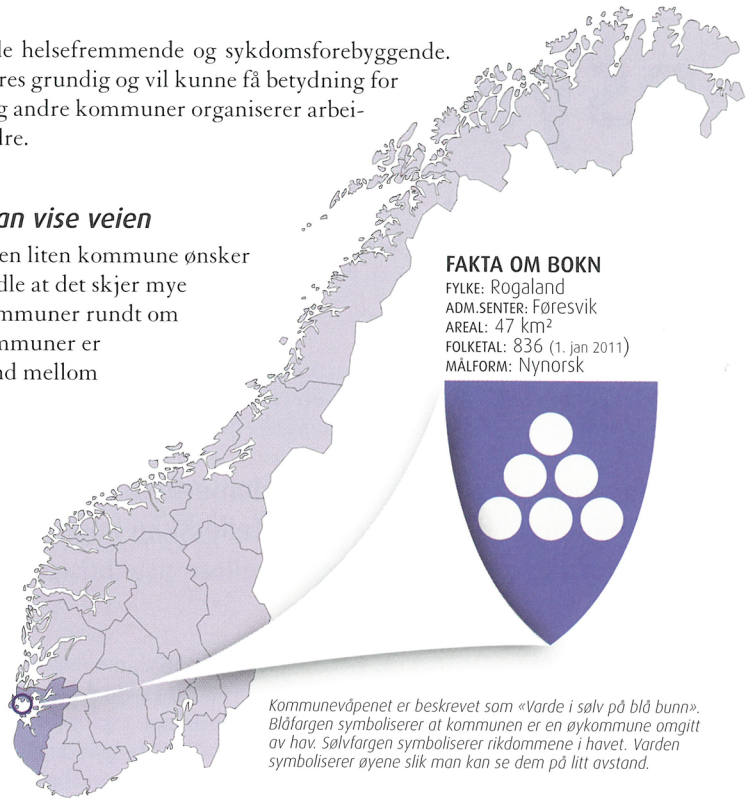 le helsefremmende og sykdomsforebyggende.
res grundig og vil kunne få betydning for
g andre kommuner organiserer arbei-
dre.
an vise veien
en liten kommune ønsker
dle at det skjer mye
mmuner rundt om
mmuner er
nd mellom
FAKTA OM BOKN
FYLKE: Rogaland
ADM.SENTER: Føresvik
AREAL: 47 km²
FOLKETAL: 836 (1. jan 2011)
MÅLFORM: Nynorsk
Kommunevåpenet er beskrevet som «Varde i sølv på blå bunn».
Blåfargen symboliserer at kommunen er en øykommune omgitt
av hav. Sølvfargen symboliserer rikdommene i havet. Varden
symboliserer øyene slik man kan se dem på litt avstand.